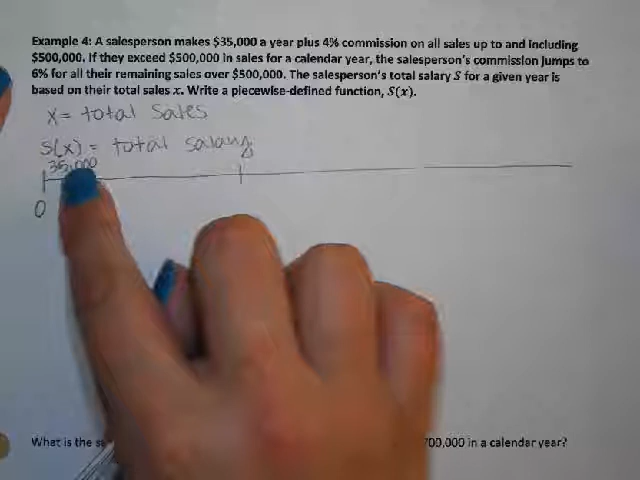 Example 4: A salesperson makes $35,000 a year plus 4% commission on all sales up to and including
$500,000. If they exceed $500,000 in sales for a calendar year, the salesperson's commission jumps to
6% for all their remaining sales over $500,000. The salesperson's total salary S for a given year is
based on their total sales x. Write a piecewise-defined function, S(x).
x = total sales
S(x) = total salary
35,000
0
What is the 700,000 in a calendar year?